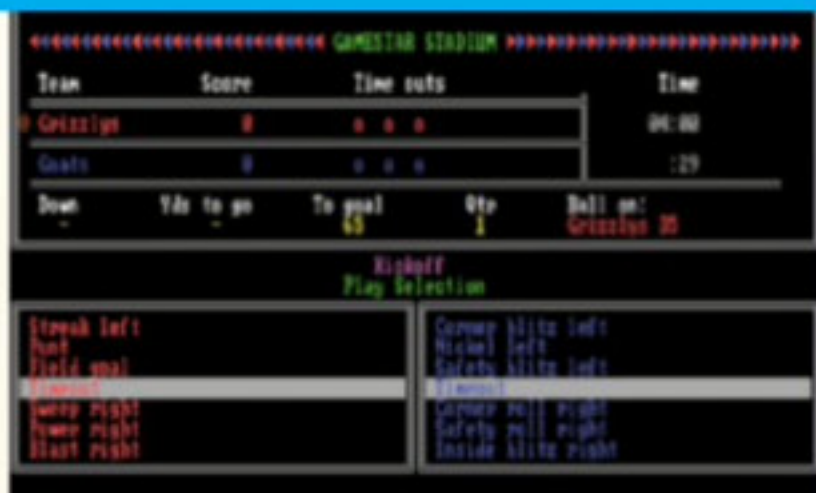 GAMESTAR STADIUM
Team Score Time outs Time
Grizzlys 0 o o o 04:00
Goats 0 o o o :29
Down Yds to go To goal Qtr Ball on:
- - 65 1 Grizzlys 35
Kickoff
Play Selection
Streak left
Punt
Field goal
Timeout
Sweep right
Power right
Blast right
Corner blitz left
Nickel left
Safety blitz left
Timeout
Corner roll right
Safety roll right
Inside blitz right